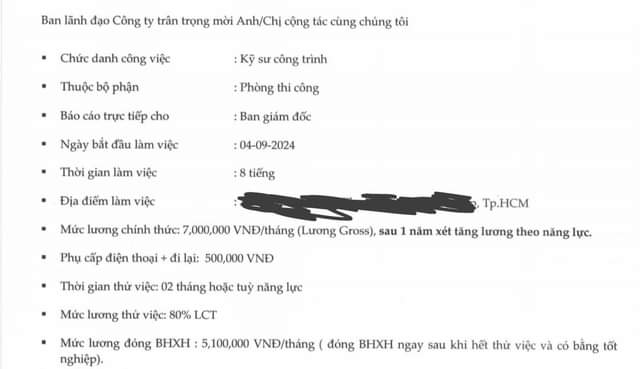 Ban lãnh đạo Công ty trân trọng mời Anh/Chị cộng tác cùng chúng tôi
▪ Chức danh công việc : Kỹ sư công trình
▪ Thuộc bộ phận : Phòng thi công
▪ Báo cáo trực tiếp cho : Ban giám đốc
▪ Ngày bắt đầu làm việc : 04-09-2024
▪ Thời gian làm việc : 8 tiếng
▪ Địa điểm làm việc : , Tp.HCM
▪ Mức lương chính thức: 7,000,000 VNĐ/tháng (Lương Gross), sau 1 năm xét tăng lương theo năng lực.
▪ Phụ cấp điện thoại + đi lại: 500,000 VNĐ
▪ Thời gian thử việc: 02 tháng hoặc tuỳ năng lực
▪ Mức lương thử việc: 80% LCT
▪ Mức lương đóng BHXH : 5,100,000 VNĐ/tháng ( đóng BHXH ngay sau khi hết thử việc và có bằng tốt
nghiệp).